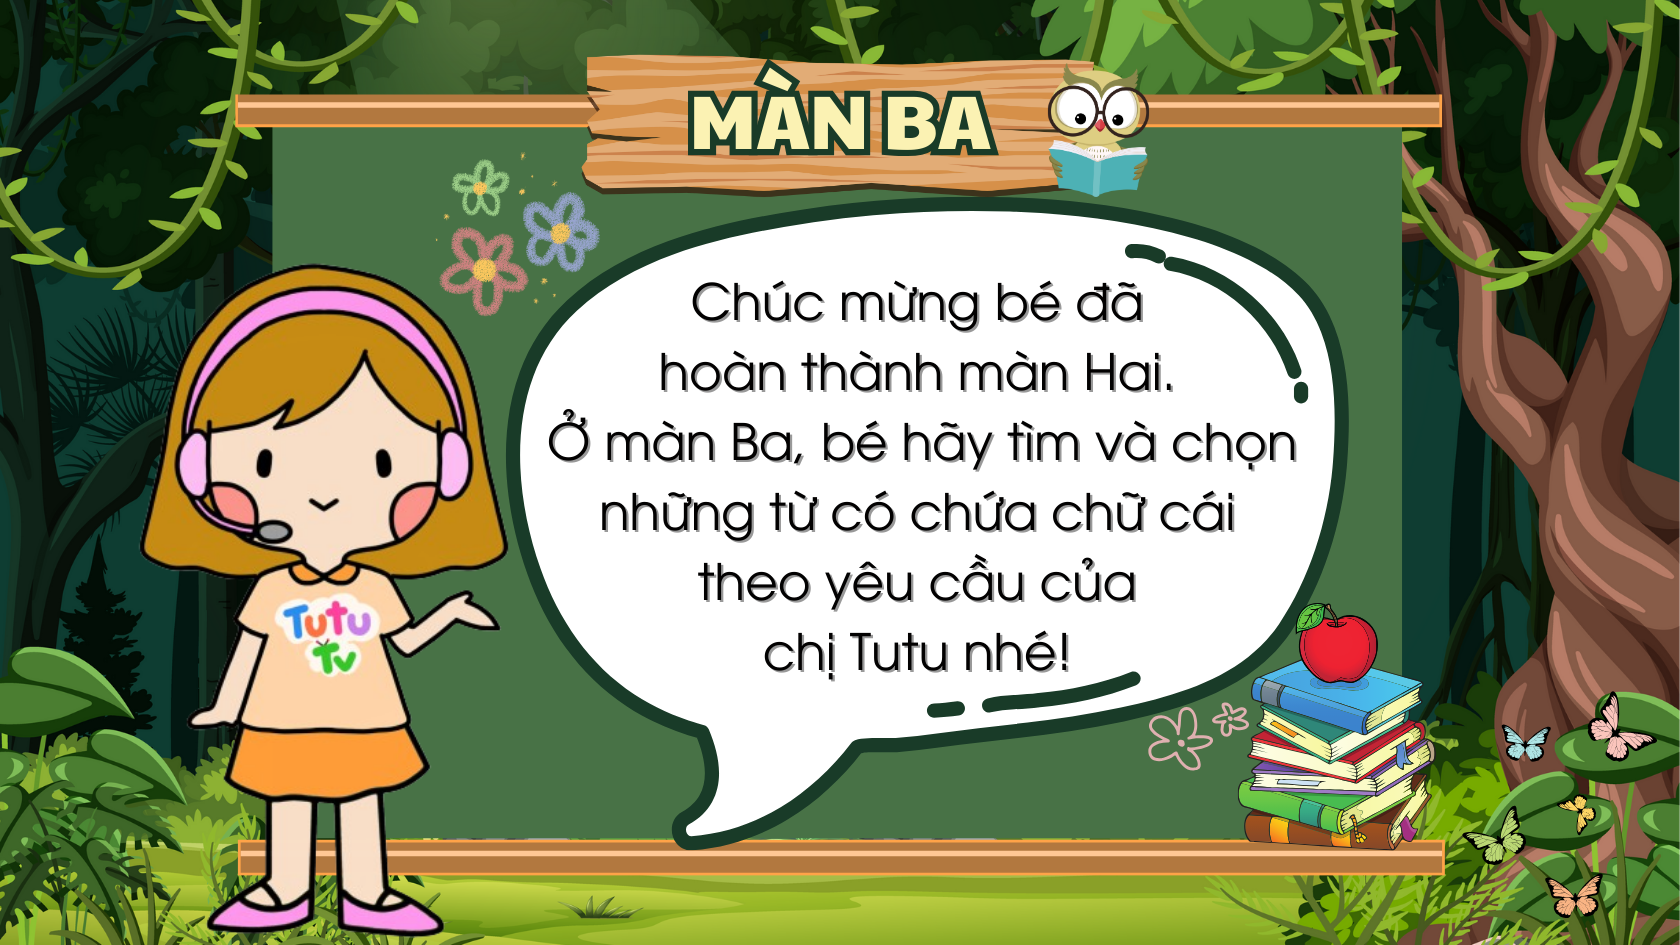 MÀN BA
Chúc mừng bé đã
hoàn thành màn Hai.
Ở màn Ba, bé hãy tìm và chọn
những từ có chứa chữ cái
theo yêu cầu của
chị Tutu nhé!
TuTu
Tv